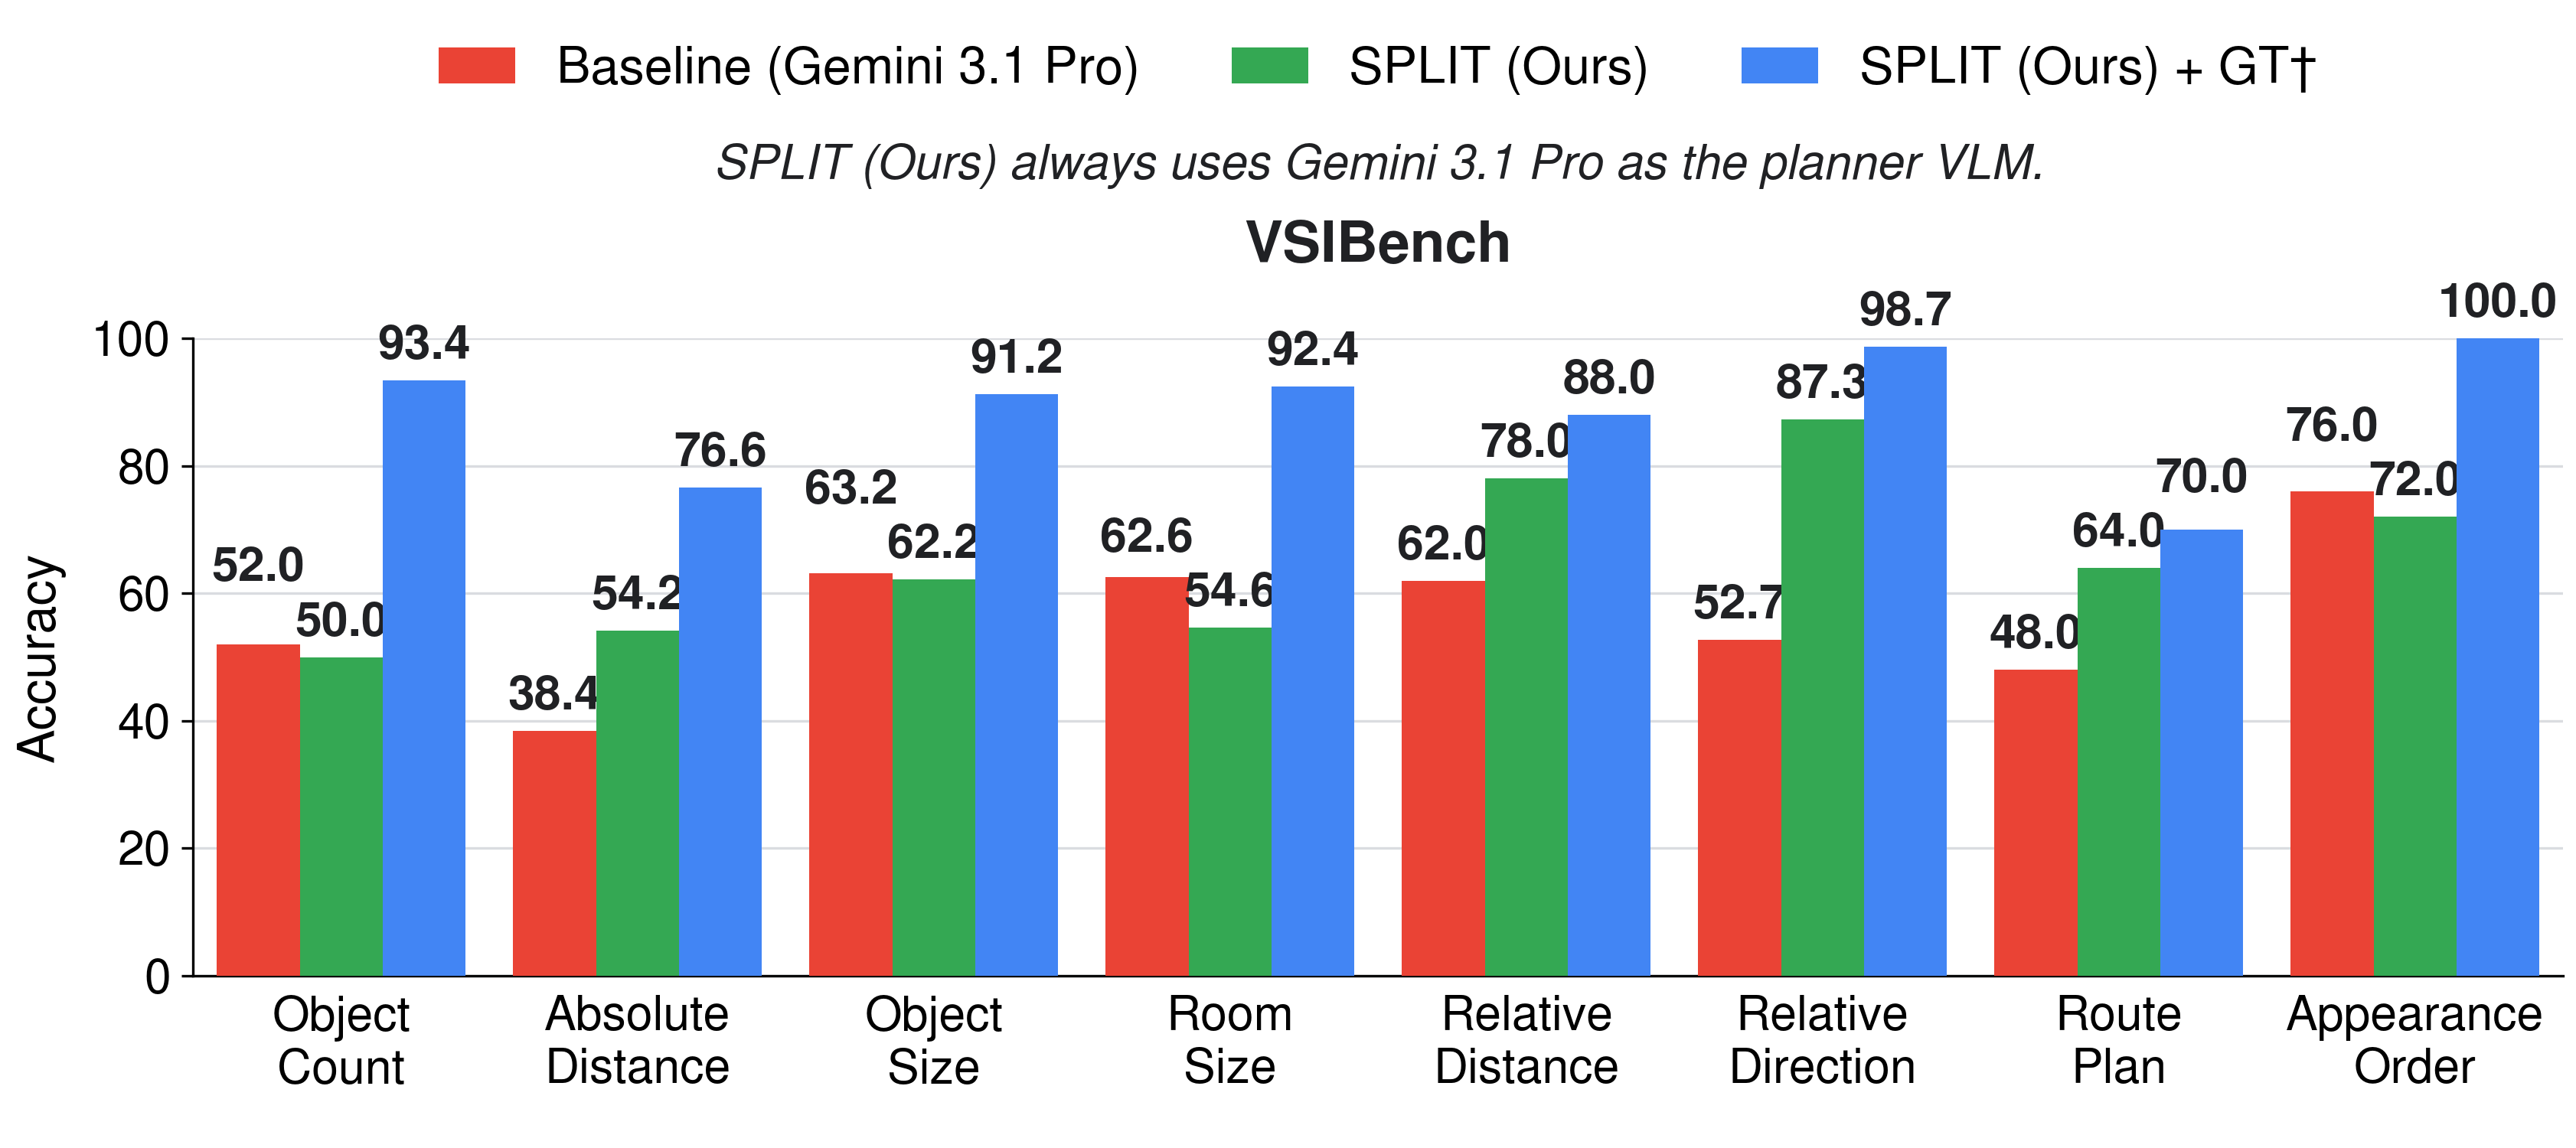 Baseline (Gemini 3.1 Pro) SPLIT (Ours) SPLIT (Ours) + GT†
SPLIT (Ours) always uses Gemini 3.1 Pro as the planner VLM.
VSIBench
Accuracy
100
80
60
40
20
0
52.0 50.0 93.4
38.4 54.2 76.6
63.2 62.2 91.2
62.6 54.6 92.4
62.0 78.0 88.0
52.7 87.3 98.7
48.0 64.0 70.0
76.0 72.0 100.0
Object Count
Absolute Distance
Object Size
Room Size
Relative Distance
Relative Direction
Route Plan
Appearance Order